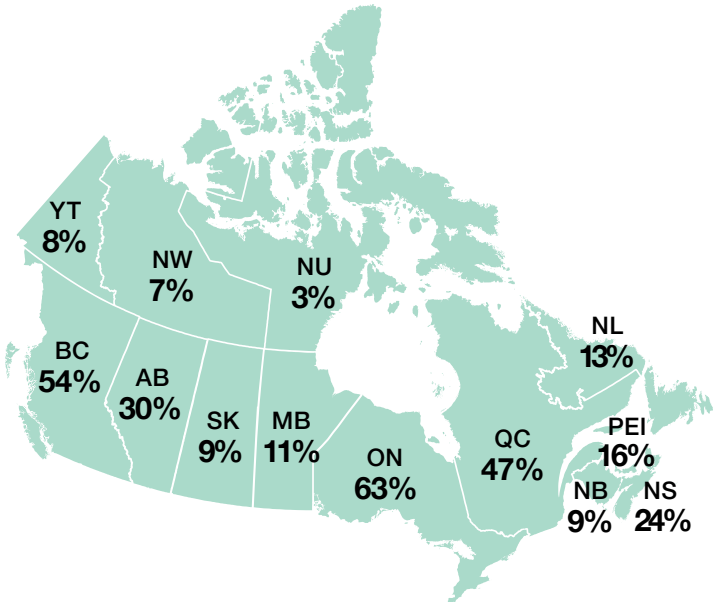 YT
8%
NW
7%
NU
3%
NL
13%
BC
54%
AB
30%
SK
9%
MB
11%
ON
63%
QC
47%
PEI
16%
NB
9%
NS
24%